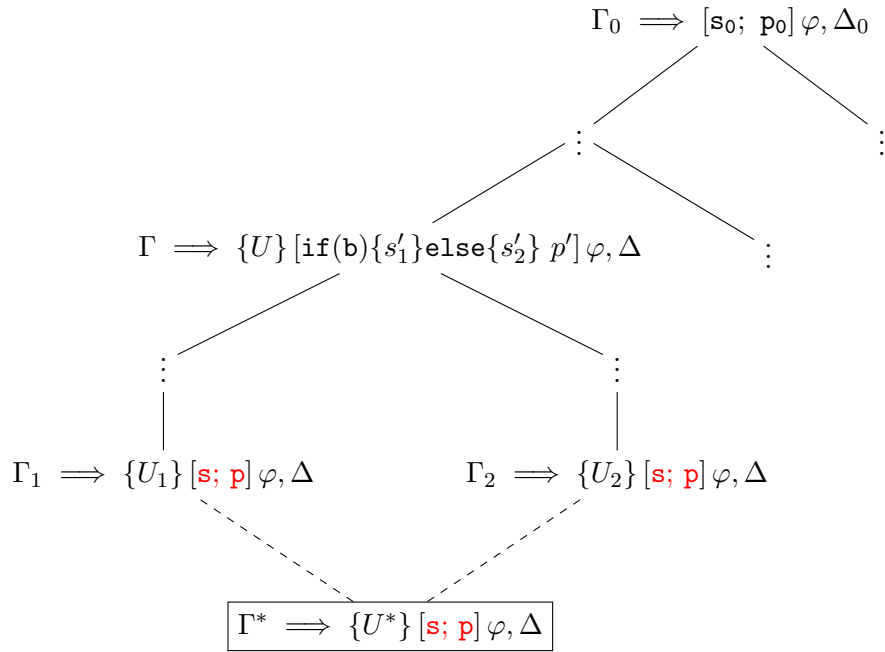 Γ₀ ⟹ [s₀; p₀] φ, Δ₀
⋮ ⋮
Γ ⟹ {U} [if(b){s′₁}else{s′₂} p′] φ, Δ
⋮
⋮ ⋮
Γ₁ ⟹ {U₁} [s; p] φ, Δ
Γ₂ ⟹ {U₂} [s; p] φ, Δ
Γ* ⟹ {U*} [s; p] φ, Δ